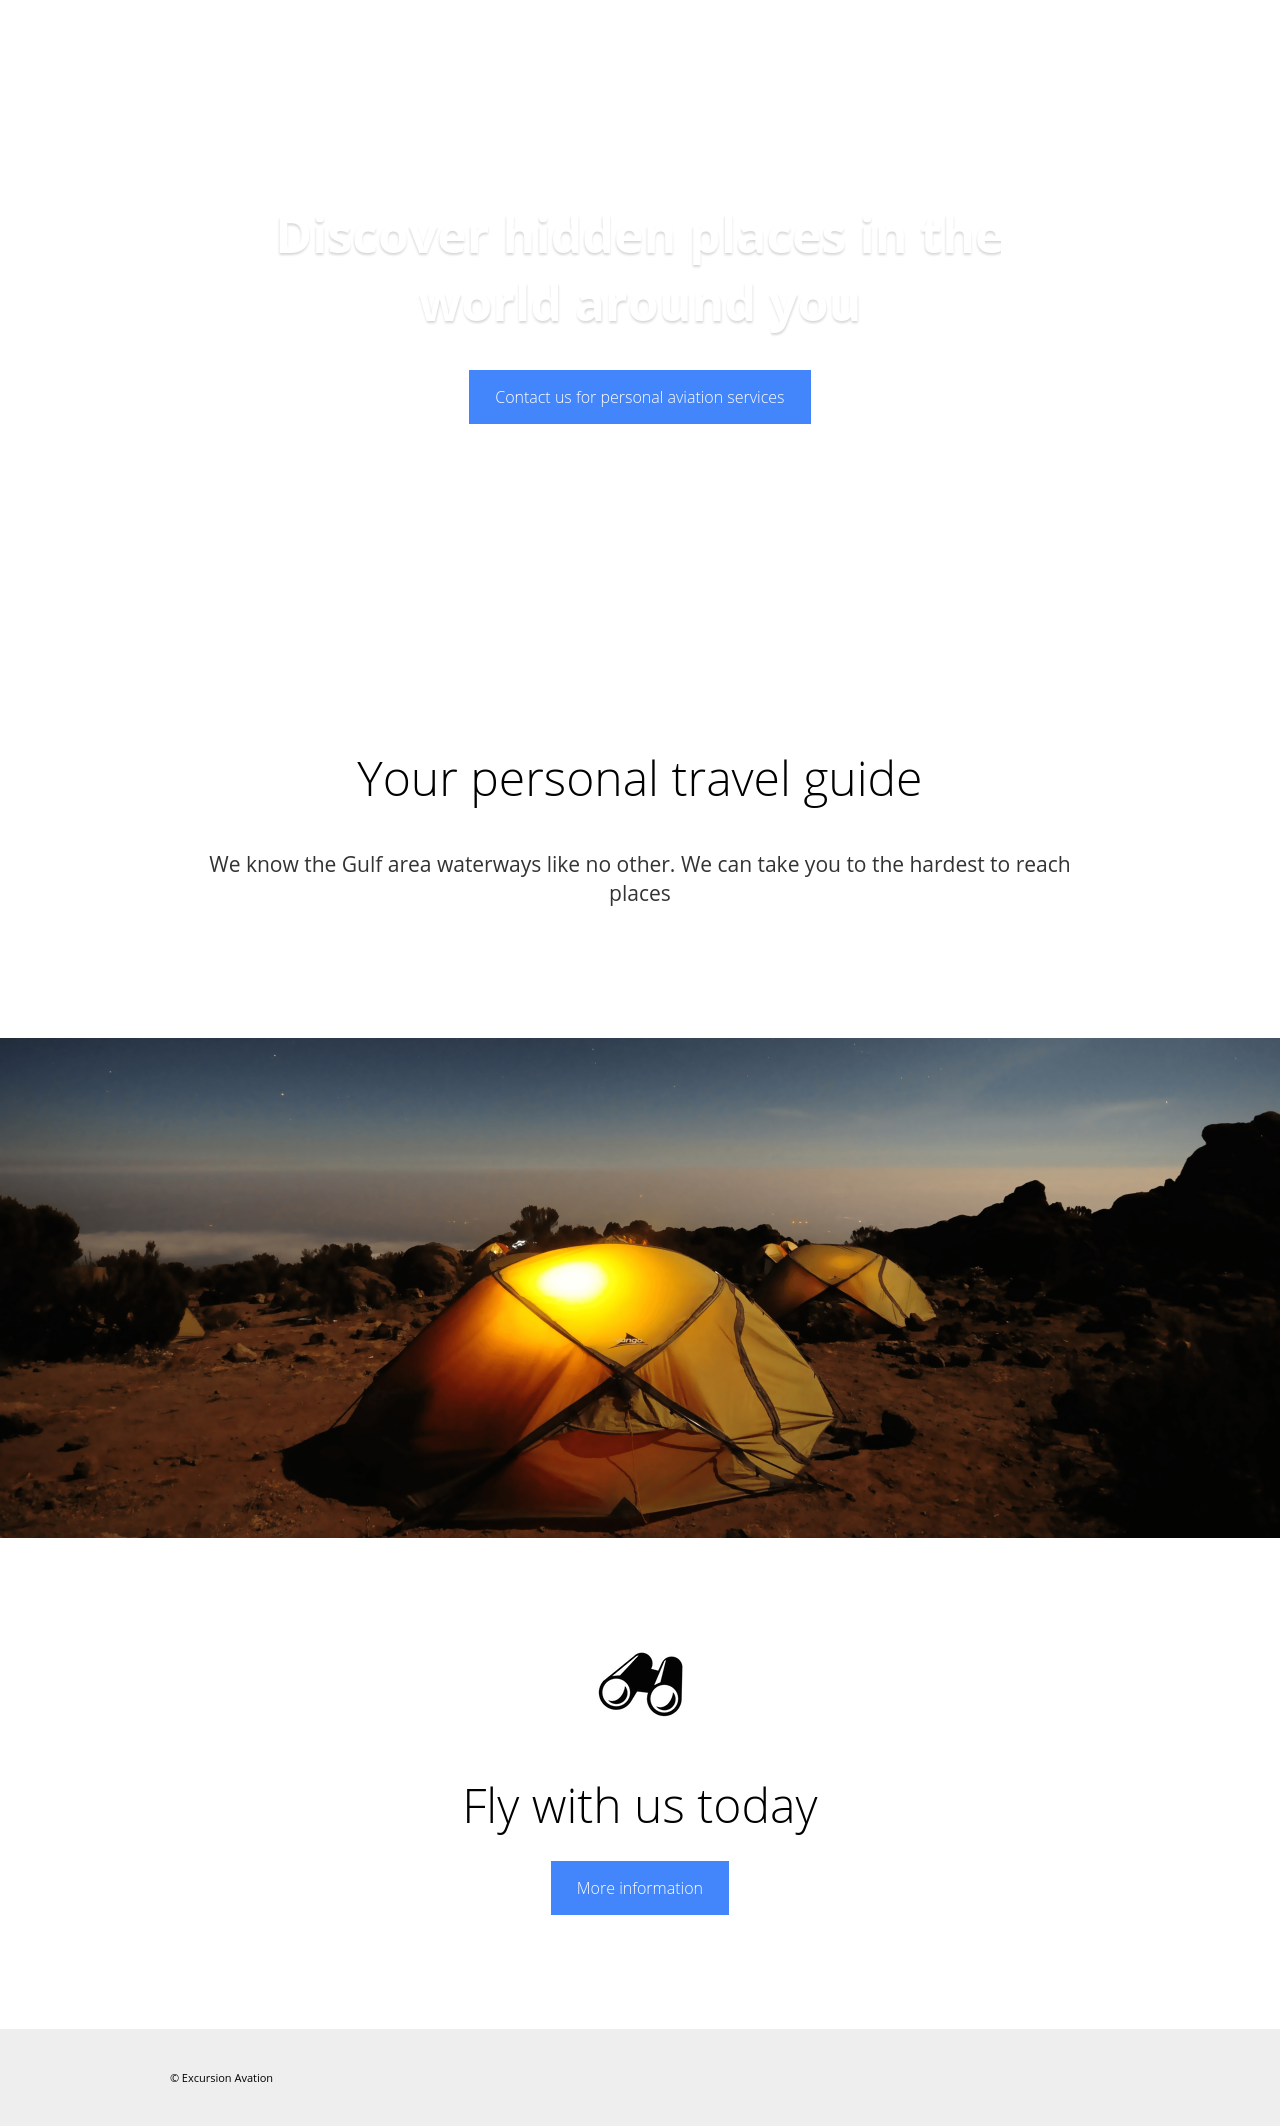 Discover hidden places in the
world around you
Contact us for personal aviation services
Your personal travel guide
We know the Gulf area waterways like no other. We can take you to the hardest to reach
places
vango
Fly with us today
More information
© Excursion Avation